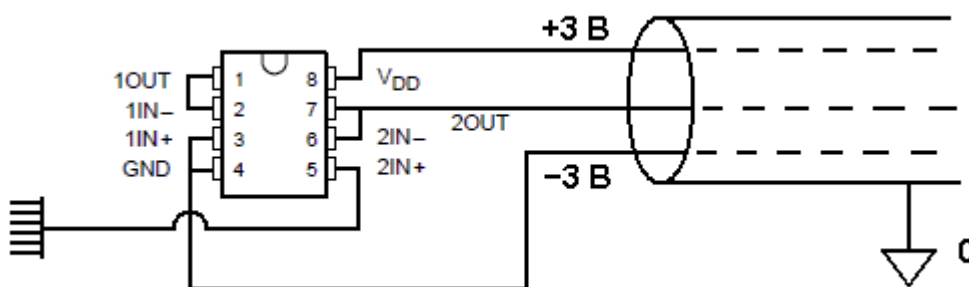 +3 В
1OUT 1 8 VDD
1IN− 2 7 2OUT
1IN+ 3 6 2IN−
GND 4 5 2IN+
−3 В